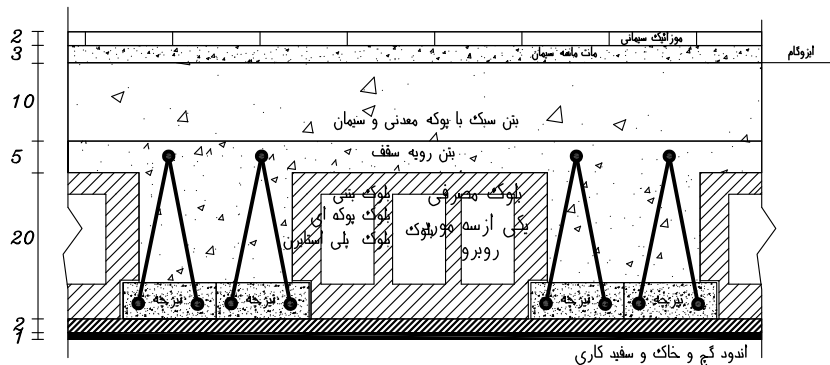 2
موزائیک سیمانی
3
مات ماسه سیمان
ایزوگام
10
بتن سبک با پوکه معدنی و سیمان
5
بتن رویه سقف
بلوک مصرفی
یکی از سه مورد
روبرو
بلوک بتنی
بلوک پوکه ای
بلوک پلی استایرن
بلوک
20
تیرچه
تیرچه
تیرچه
تیرچه
2
1
اندود گچ و خاک و سفید کاری